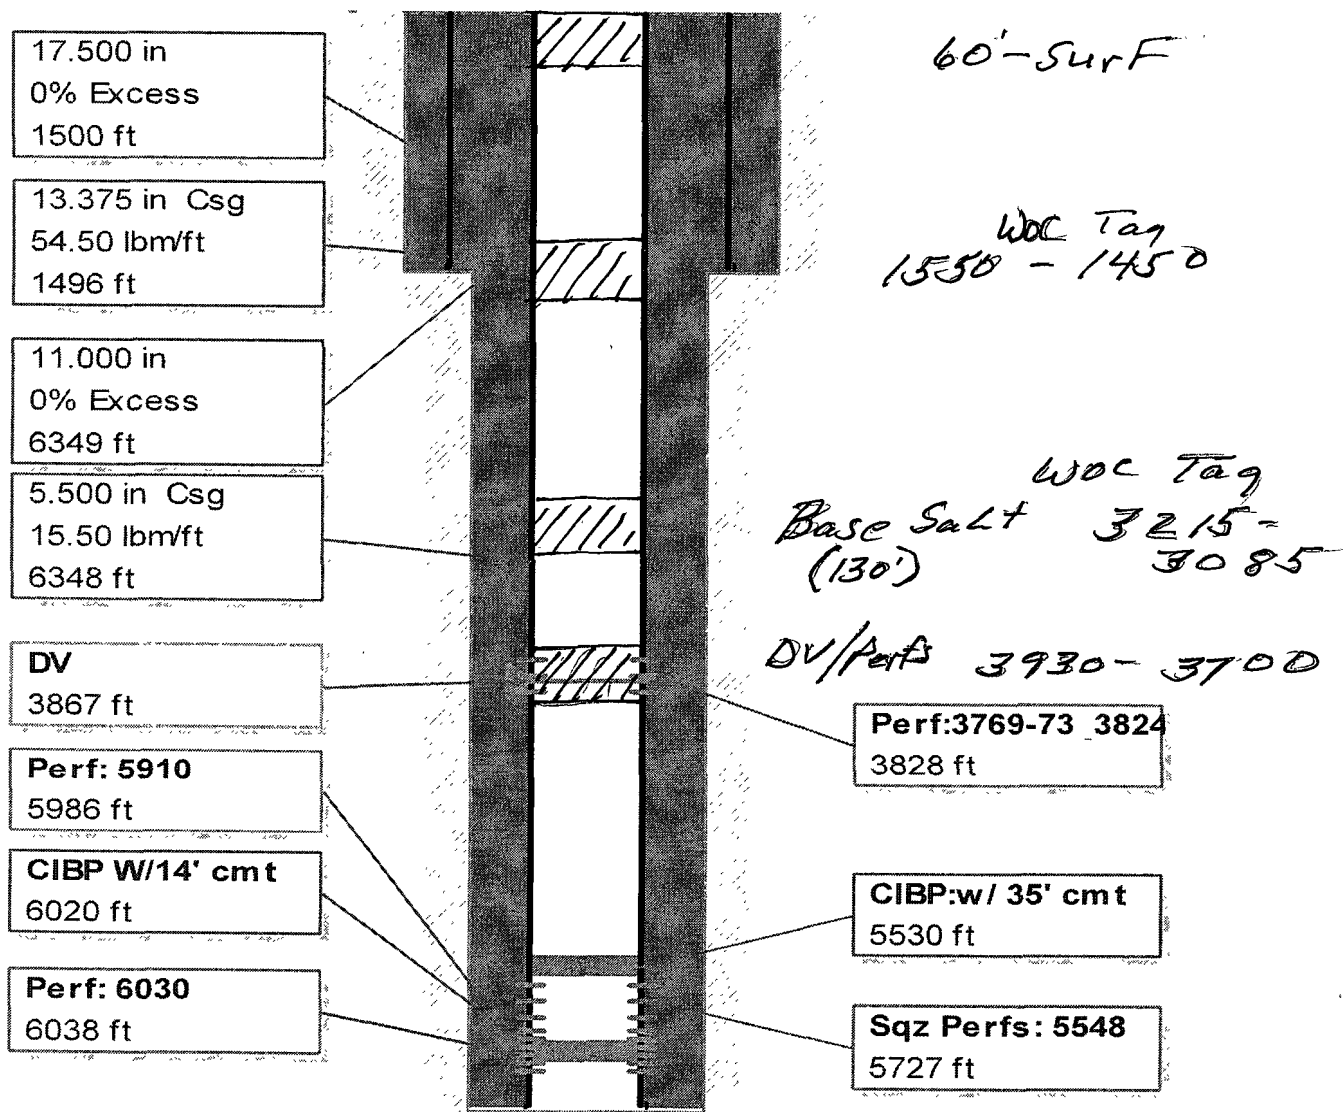 17.500 in
0% Excess
1500 ft
13.375 in Csg
54.50 lbm/ft
1496 ft
11.000 in
0% Excess
6349 ft
5.500 in Csg
15.50 lbm/ft
6348 ft
DV
3867 ft
Perf: 5910
5986 ft
CIBP W/14' cmt
6020 ft
Perf: 6030
6038 ft
60'-Surf
WOC Tag
1550 - 1450
WOC Tag
Base Salt 3215-
(130') 3085
DV/Perfs 3930-3700
Perf:3769-73_3824
3828 ft
CIBP:w/ 35' cmt
5530 ft
Sqz Perfs: 5548
5727 ft